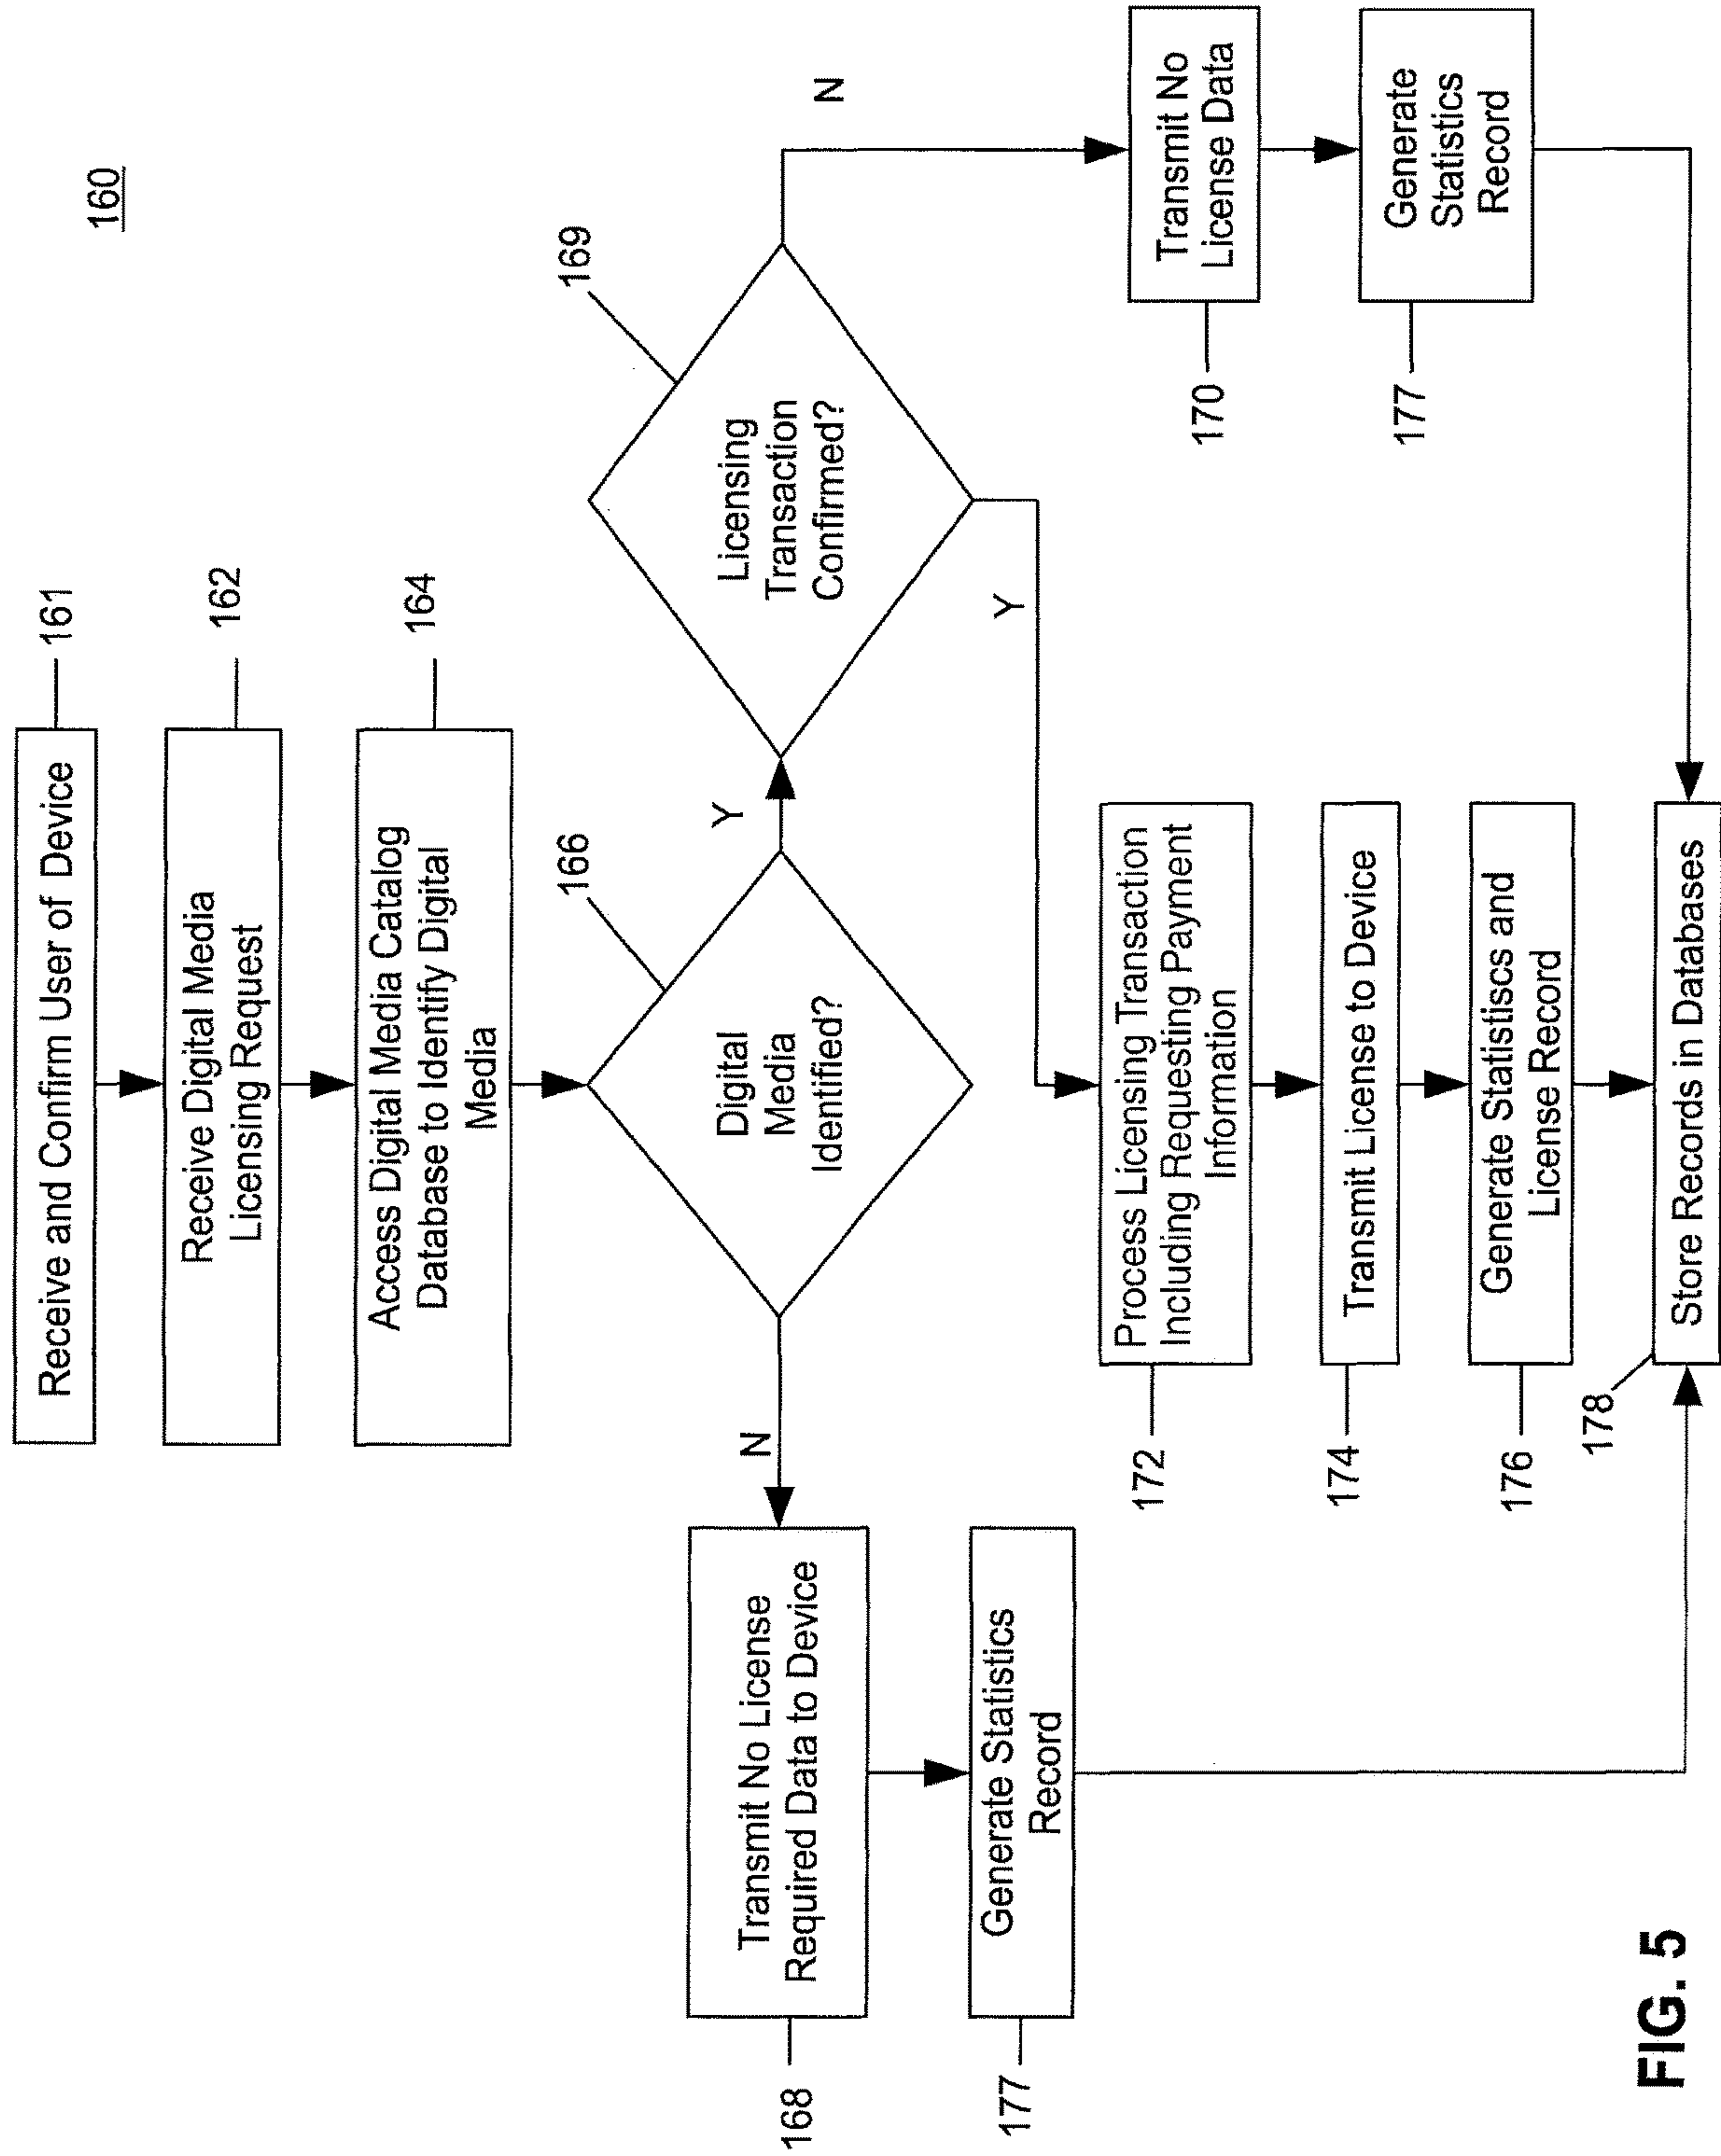 160
Receive and Confirm User of Device
161
Receive Digital Media
Licensing Request
162
Access Digital Media Catalog
Database to Identify Digital
Media
164
Digital
Media
Identified?
166
Y
N
Licensing
Transaction
Confirmed?
169
Y
N
Transmit No License
Required Data to Device
168
Generate Statistics
Record
177
Process Licensing Transaction
Including Requesting Payment
Information
172
Transmit License to Device
174
Generate Statistiscs and
License Record
176
Transmit No
License Data
170
Generate
Statistics
Record
177
Store Records in Databases
178
FIG. 5